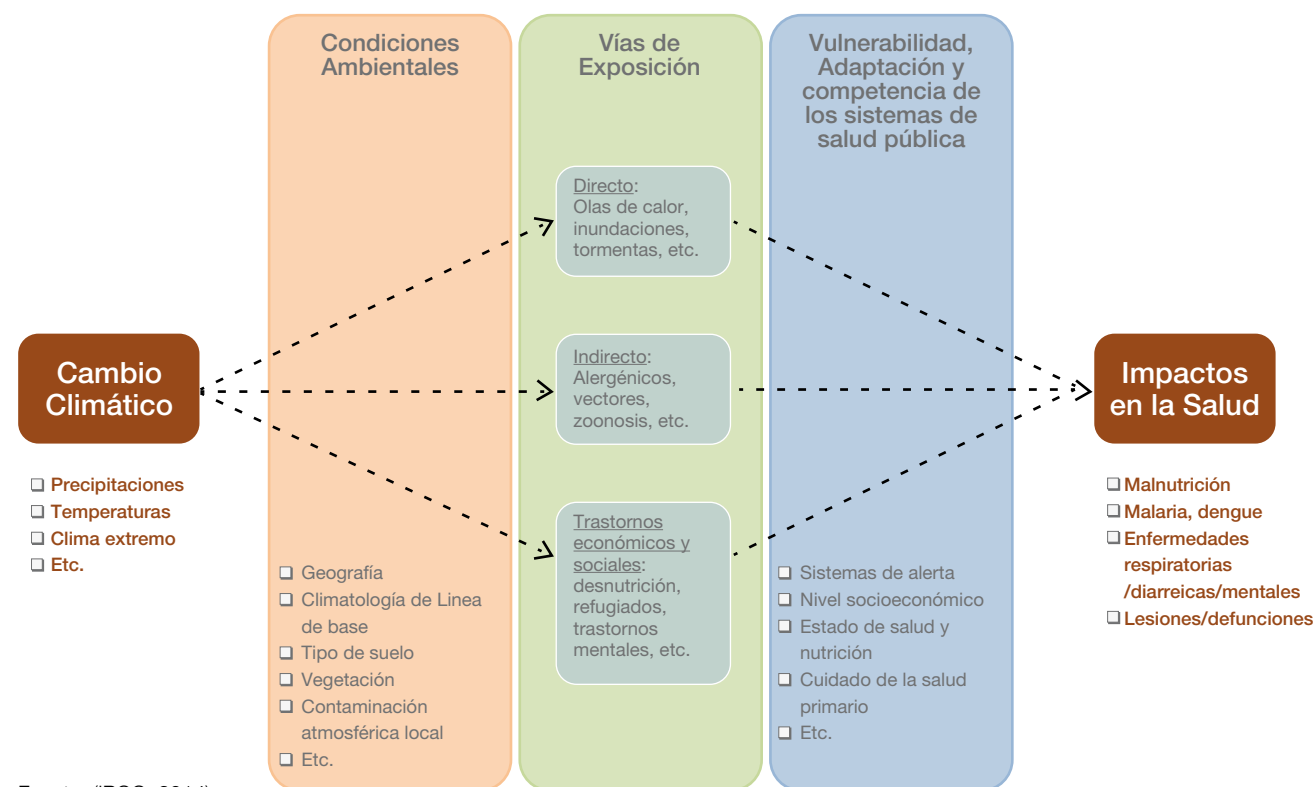 Condiciones
Ambientales
Vías de
Exposición
Vulnerabilidad,
Adaptación y
competencia de
los sistemas de
salud pública
Directo:
Olas de calor,
inundaciones,
tormentas, etc.
Cambio
Climático
Indirecto:
Alergénicos,
vectores,
zoonosis, etc.
Impactos
en la Salud
Precipitaciones
Temperaturas
Clima extremo
Etc.
Trastornos
económicos y
sociales:
desnutrición,
refugiados,
trastornos
mentales, etc.
Geografía
Climatología de Linea
de base
Tipo de suelo
Vegetación
Contaminación
atmosférica local
Etc.
Sistemas de alerta
Nivel socioeconómico
Estado de salud y
nutrición
Cuidado de la salud
primario
Etc.
Malnutrición
Malaria, dengue
Enfermedades
respiratorias
/diarreicas/mentales
Lesiones/defunciones